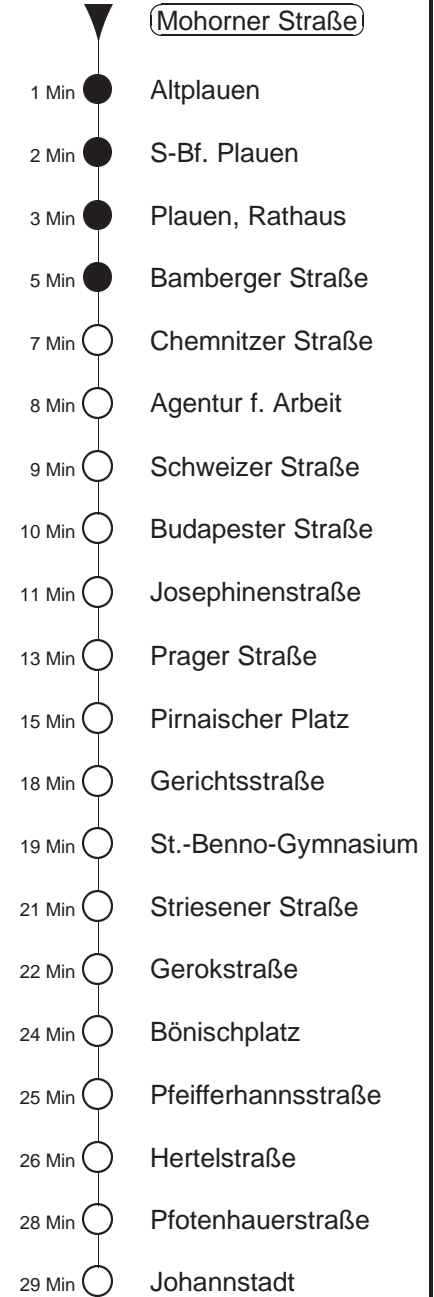 Mohorner Straße
1 Min Altplauen
2 Min S-Bf. Plauen
3 Min Plauen, Rathaus
5 Min Bamberger Straße
7 Min Chemnitzer Straße
8 Min Agentur f. Arbeit
9 Min Schweizer Straße
10 Min Budapester Straße
11 Min Josephinenstraße
13 Min Prager Straße
15 Min Pirnaischer Platz
18 Min Gerichtsstraße
19 Min St.-Benno-Gymnasium
21 Min Striesener Straße
22 Min Gerokstraße
24 Min Bönischplatz
25 Min Pfeifferhannsstraße
26 Min Hertelstraße
28 Min Pfotenhauerstraße
29 Min Johannstadt